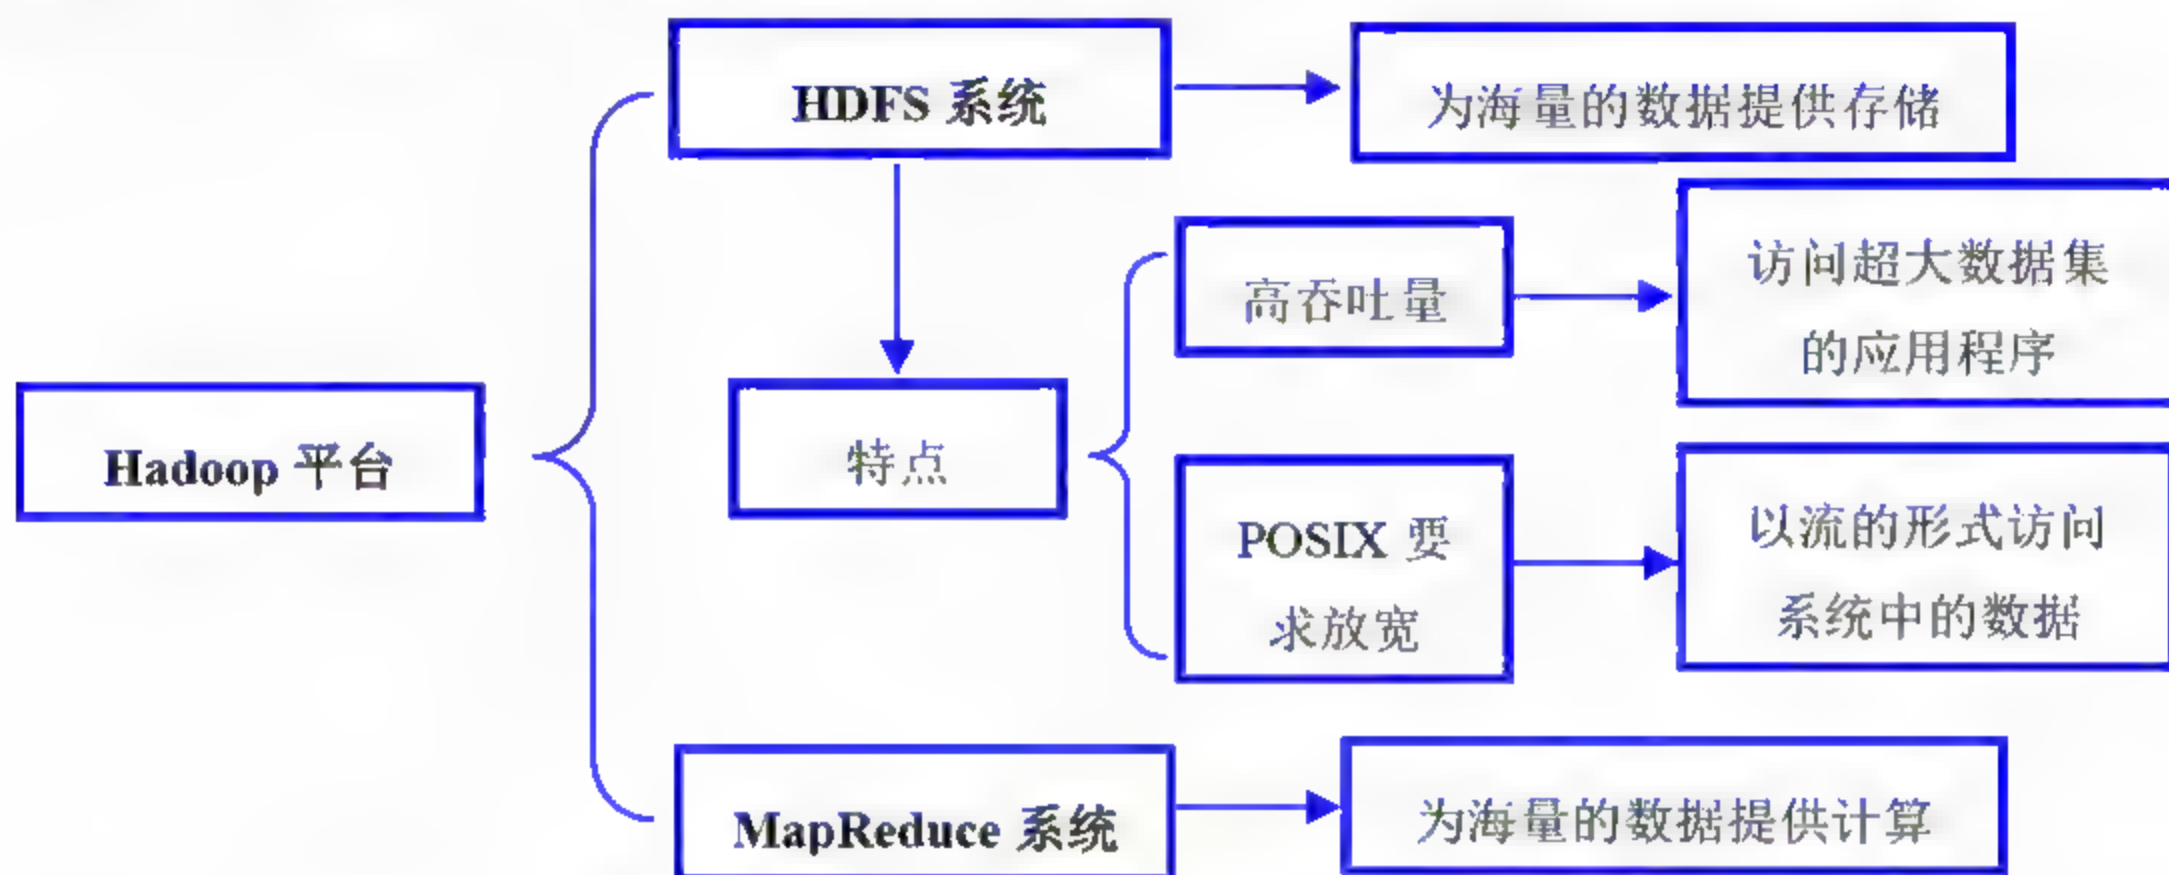 HDFS 系统
为海量的数据提供存储
高吞吐量
访问超大数据集
的应用程序
Hadoop 平台
特点
POSIX 要
求放宽
以流的形式访问
系统中的数据
MapReduce 系统
为海量的数据提供计算